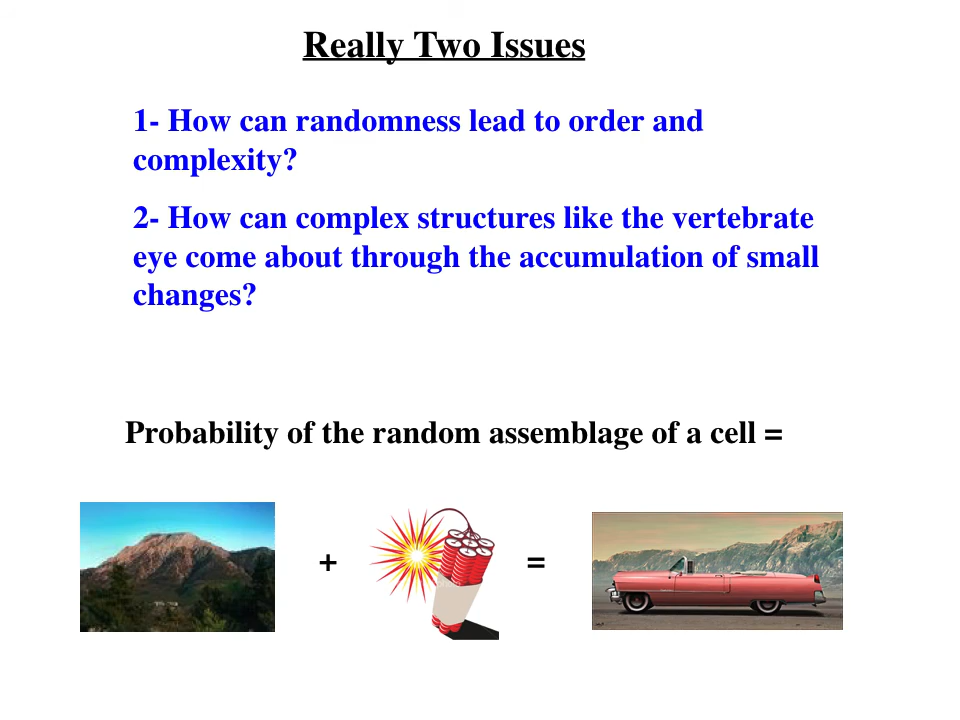 Really Two Issues
1- How can randomness lead to order and
complexity?
2- How can complex structures like the vertebrate
eye come about through the accumulation of small
changes?
Probability of the random assemblage of a cell =
+ =